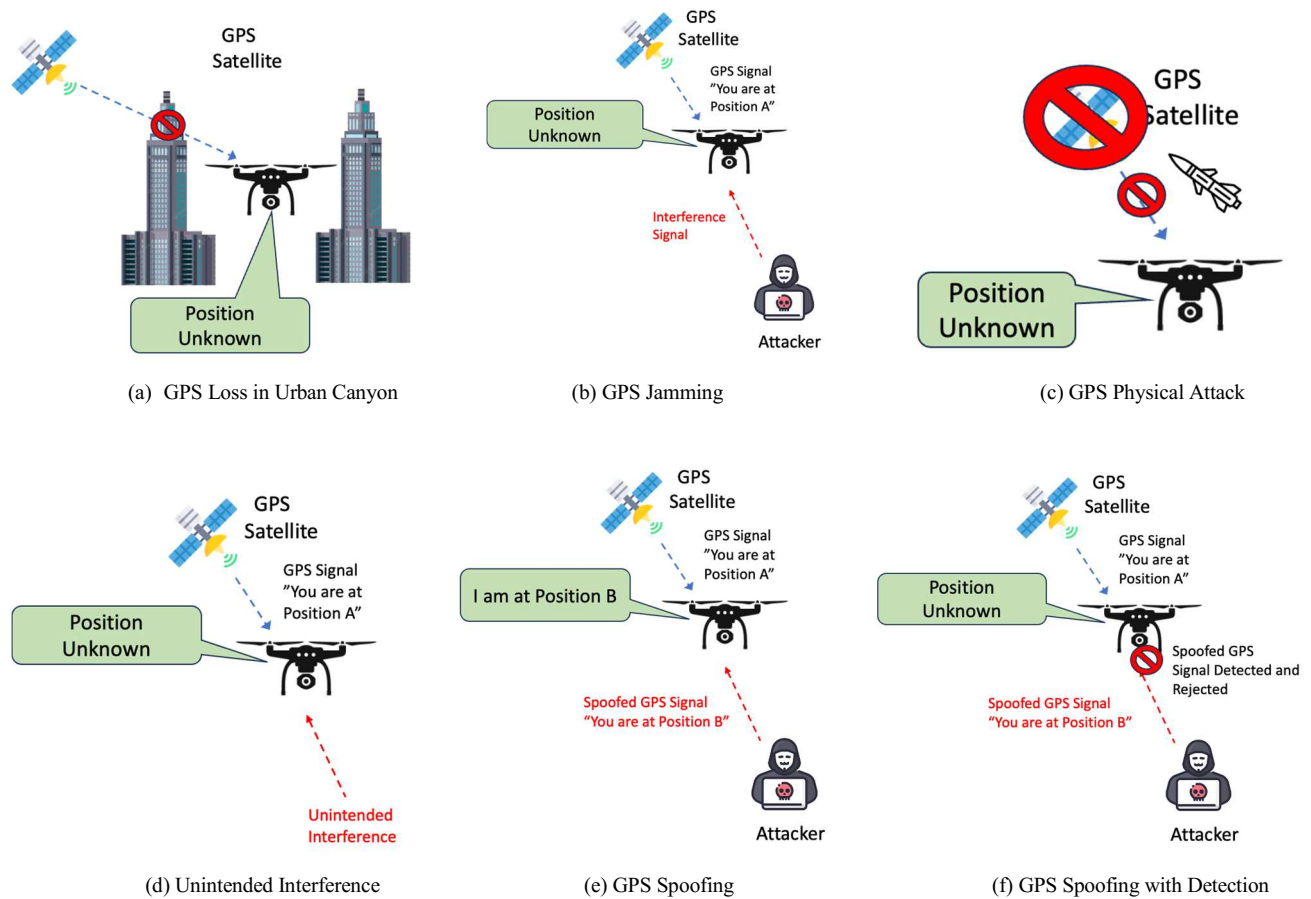 GPS
Satellite
Position
Unknown
(a) GPS Loss in Urban Canyon
GPS
Satellite
GPS Signal
”You are at
Position A”
Position
Unknown
Interference
Signal
Attacker
(b) GPS Jamming
GPS
Satellite
Position
Unknown
(c) GPS Physical Attack
GPS
Satellite
GPS Signal
”You are at
Position A”
Position
Unknown
Unintended
Interference
(d) Unintended Interference
GPS
Satellite
GPS Signal
”You are at
Position A”
I am at Position B
Spoofed GPS Signal
“You are at Position B”
Attacker
(e) GPS Spoofing
GPS
Satellite
GPS Signal
”You are at
Position A”
Position
Unknown
Spoofed GPS
Signal Detected and
Rejected
Spoofed GPS Signal
“You are at Position B”
Attacker
(f) GPS Spoofing with Detection